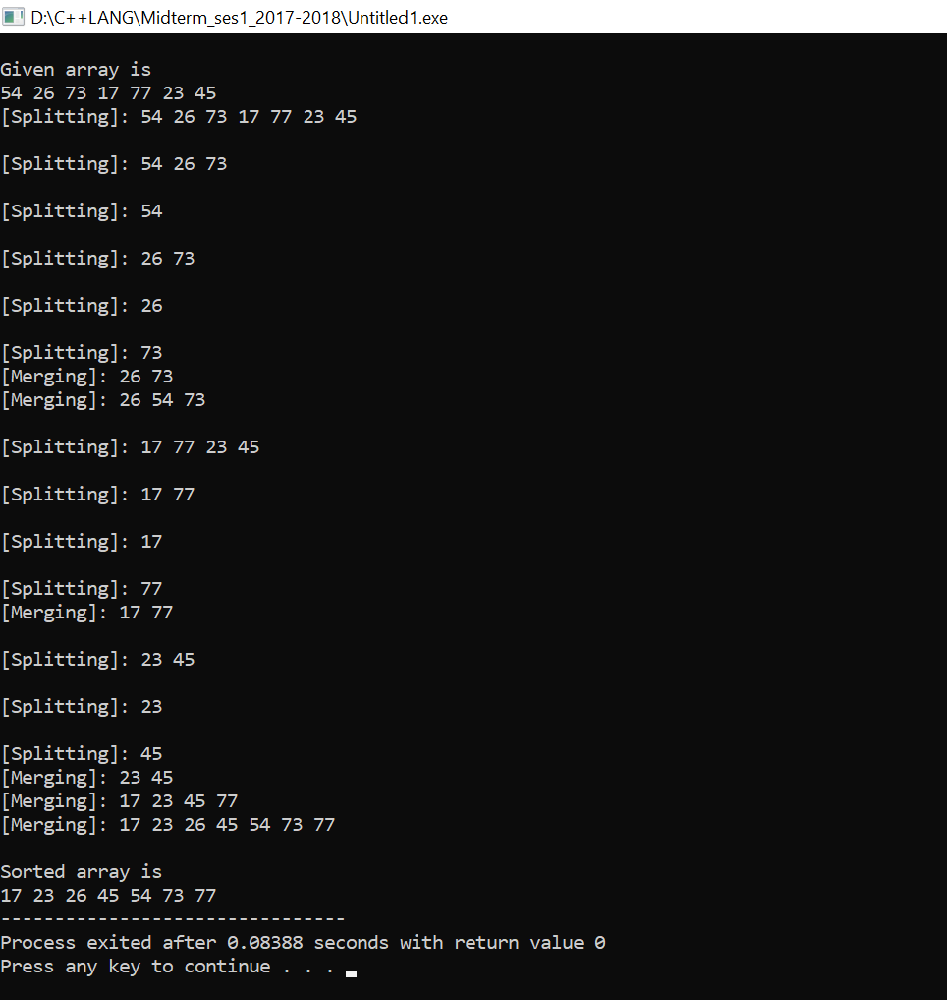 D:\C++LANG\Midterm_ses1_2017-2018\Untitled1.exe
Given array is
54 26 73 17 77 23 45
[Splitting]: 54 26 73 17 77 23 45
[Splitting]: 54 26 73
[Splitting]: 54
[Splitting]: 26 73
[Splitting]: 26
[Splitting]: 73
[Merging]: 26 73
[Merging]: 26 54 73
[Splitting]: 17 77 23 45
[Splitting]: 17 77
[Splitting]: 17
[Splitting]: 77
[Merging]: 17 77
[Splitting]: 23 45
[Splitting]: 23
[Splitting]: 45
[Merging]: 23 45
[Merging]: 17 23 45 77
[Merging]: 17 23 26 45 54 73 77
Sorted array is
17 23 26 45 54 73 77
--------------------------------
Process exited after 0.08388 seconds with return value 0
Press any key to continue . . .